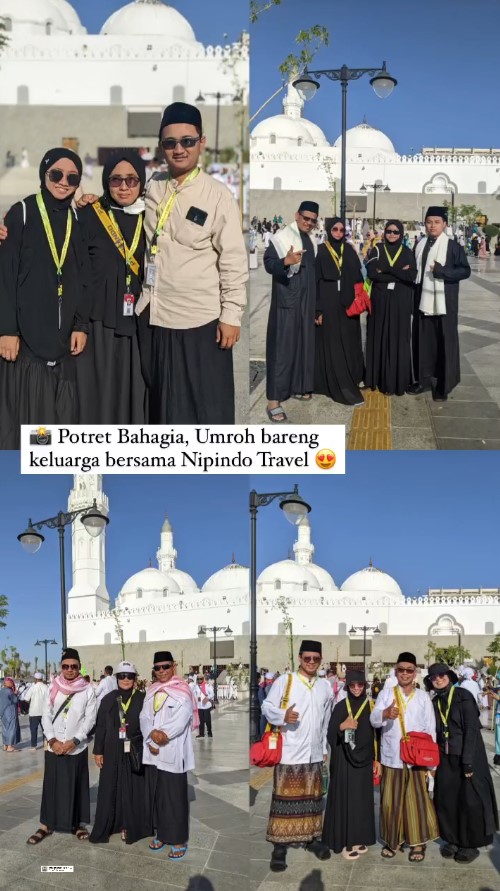 📸 Potret Bahagia, Umroh bareng
keluarga bersama Nipindo Travel 😍